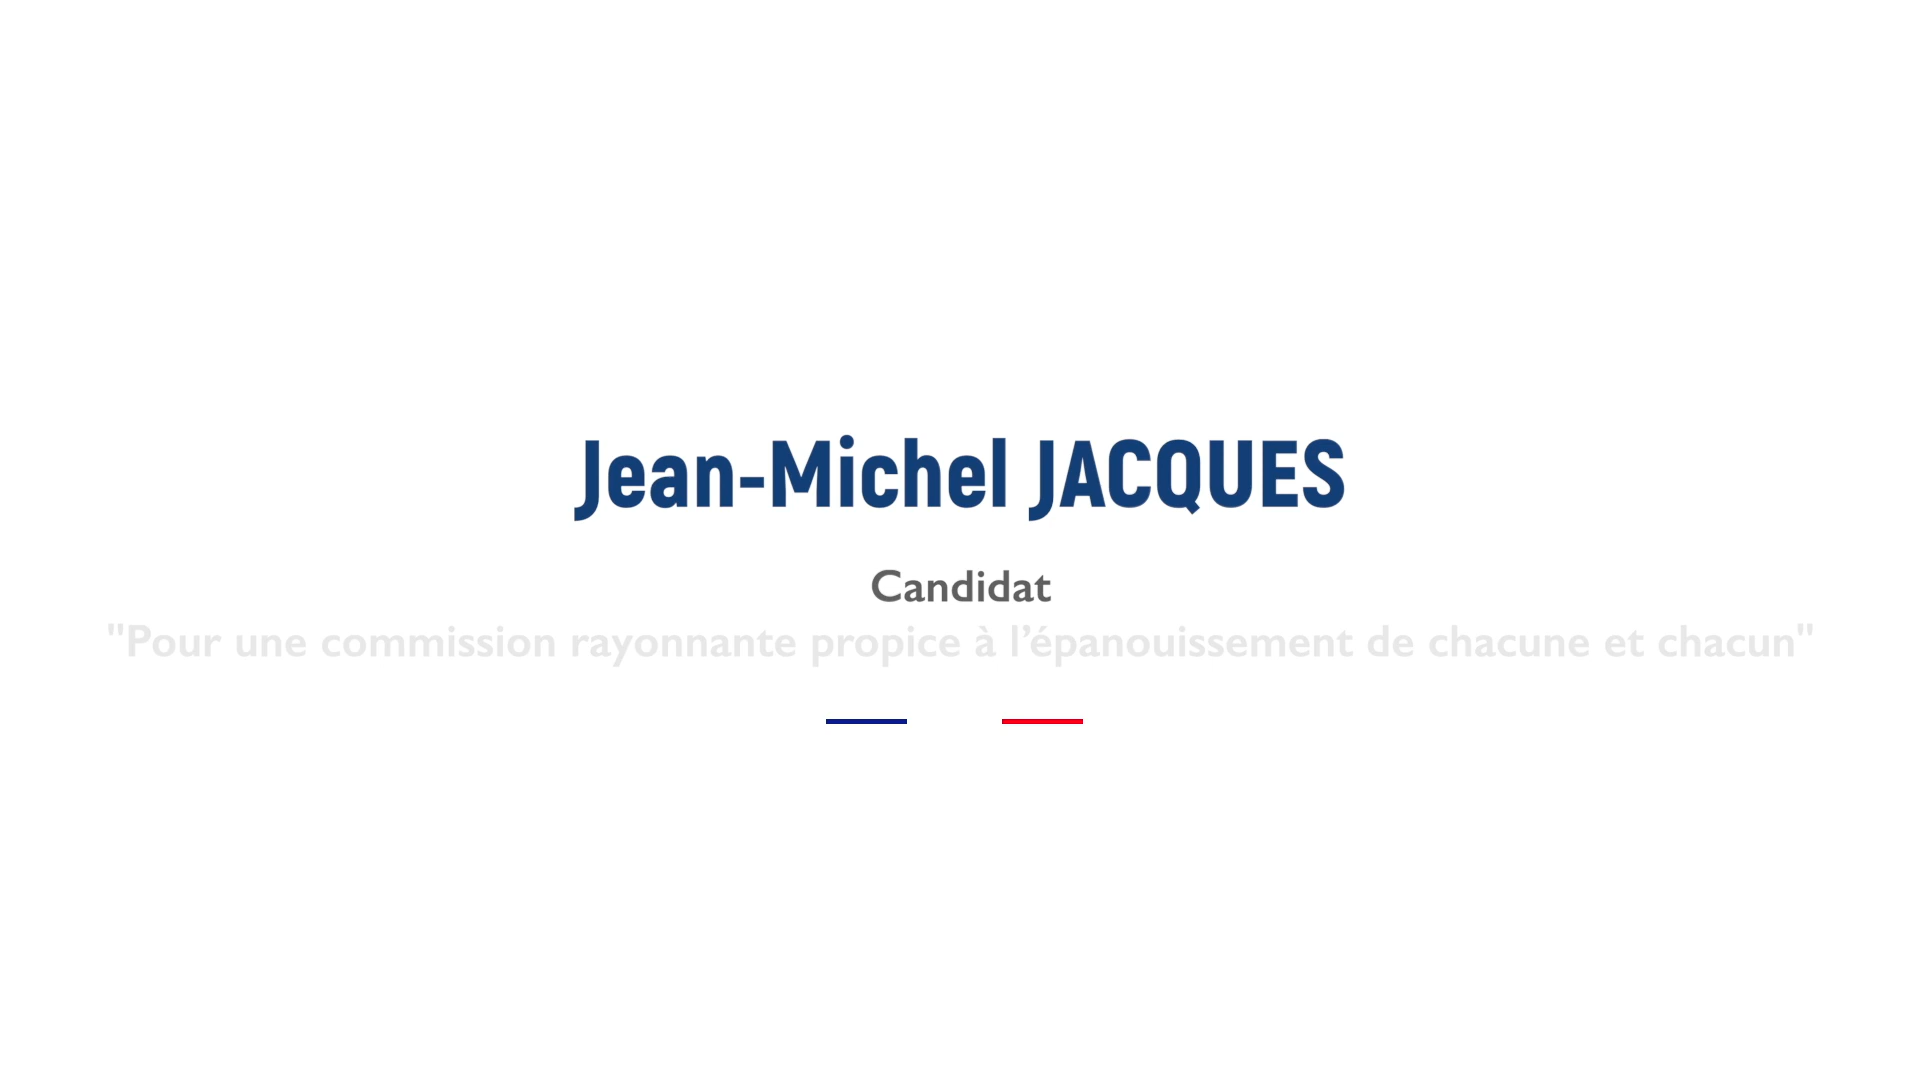 Jean-Michel JACQUES
Candidat
"Pour une commission rayonnante propice à l’épanouissement de chacune et chacun"